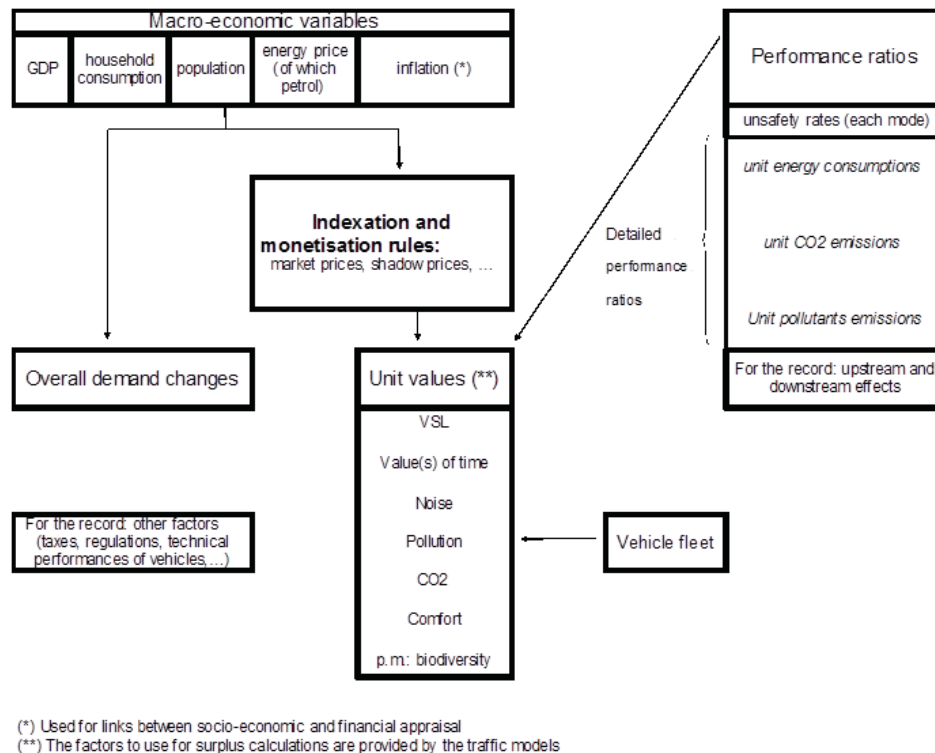 Macro-economic variables
GDP
household
consumption
population
energy price
(of which
petrol)
inflation (*)
Performance ratios
unsafety rates (each mode)
unit energy consumptions
unit CO2 emissions
Unit pollutants emissions
For the record: upstream and
downstream effects
Detailed
performance
ratios
Indexation and
monetisation rules:
market prices, shadow prices, ...
Overall demand changes
Unit values (**)
VSL
Value(s) of time
Noise
Pollution
CO2
Comfort
p.m.: biodiversity
For the record: other factors
(taxes, regulations, technical
performances of vehicles,...)
Vehicle fleet
(*) Used for links between socio-economic and financial appraisal
(**) The factors to use for surplus calculations are provided by the traffic models